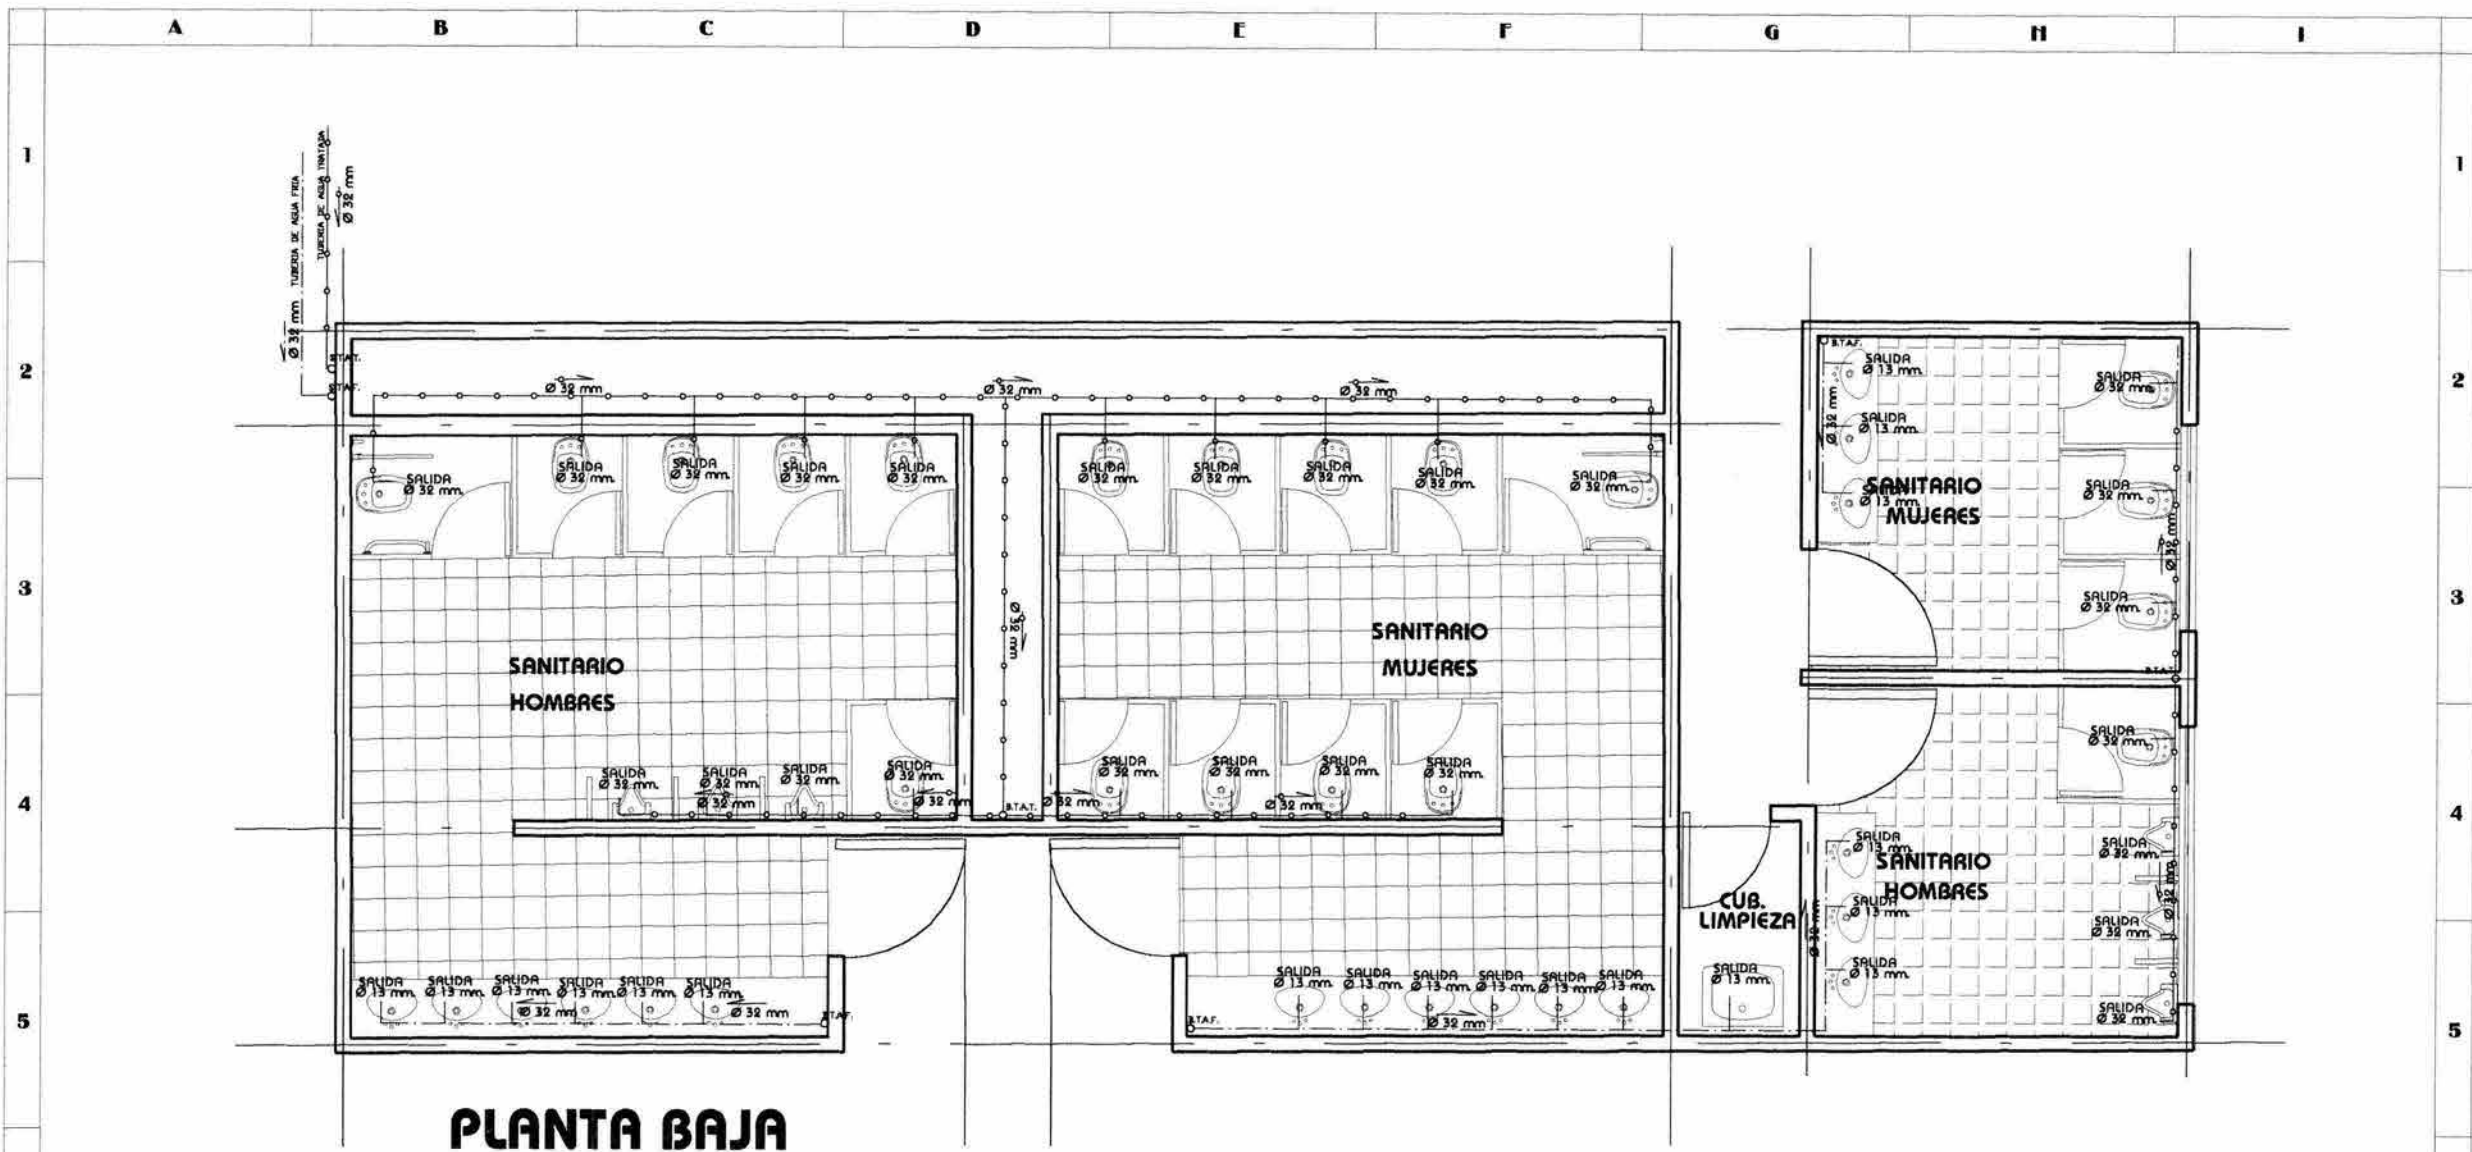 A B C D E F G H I
1 1
TUBERIA DE AGUA FRIA
TUBERIA DE AGUA TRATADA
Ø 32 mm
Ø 32 mm
2 2
B.T.A.T.
B.T.A.F.
Ø 32 mm Ø 32 mm Ø 32 mm
B.T.A.F.
SALIDA
Ø 13 mm
SALIDA
Ø 32 mm.
Ø 32 mm
SALIDA
Ø 13 mm.
SALIDA
Ø 32 mm.
SALIDA
Ø 32 mm.
SALIDA
Ø 32 mm.
SALIDA
Ø 32 mm.
SALIDA
Ø 32 mm.
SALIDA
Ø 32 mm.
SALIDA
Ø 32 mm.
SALIDA
Ø 32 mm.
SALIDA
Ø 32 mm.
SALIDA
Ø 32 mm.
SALIDA
Ø 13 mm.
SANITARIO
MUJERES
SALIDA
Ø 32 mm.
Ø 32 mm
3 3
SALIDA
Ø 32 mm.
Ø 32 mm
SANITARIO
HOMBRES
SANITARIO
MUJERES
B.T.A.T.
SALIDA
Ø 32 mm.
SALIDA
Ø 32 mm.
SALIDA
Ø 32 mm.
Ø 32 mm
SALIDA
Ø 32 mm.
SALIDA
Ø 32 mm.
Ø 32 mm
B.T.A.T.
Ø 32 mm
SALIDA
Ø 32 mm.
SALIDA
Ø 32 mm.
SALIDA
Ø 32 mm.
SALIDA
Ø 32 mm.
Ø 32 mm
4 4
SALIDA
Ø 13 mm.
SANITARIO
HOMBRES
SALIDA
Ø 32 mm.
Ø 32 mm
CUB.
LIMPIEZA
Ø 32 mm
SALIDA
Ø 13 mm.
SALIDA
Ø 32 mm.
SALIDA
Ø 13 mm.
SALIDA
Ø 13 mm.
SALIDA
Ø 13 mm.
SALIDA
Ø 13 mm.
SALIDA
Ø 13 mm.
SALIDA
Ø 13 mm.
Ø 32 mm
Ø 32 mm
B.T.A.F.
B.T.A.F.
SALIDA
Ø 13 mm.
SALIDA
Ø 13 mm.
SALIDA
Ø 13 mm.
SALIDA
Ø 13 mm.
SALIDA
Ø 13 mm.
SALIDA
Ø 13 mm.
Ø 32 mm
SALIDA
Ø 13 mm.
SALIDA
Ø 13 mm.
SALIDA
Ø 32 mm.
5 5
PLANTA BAJA